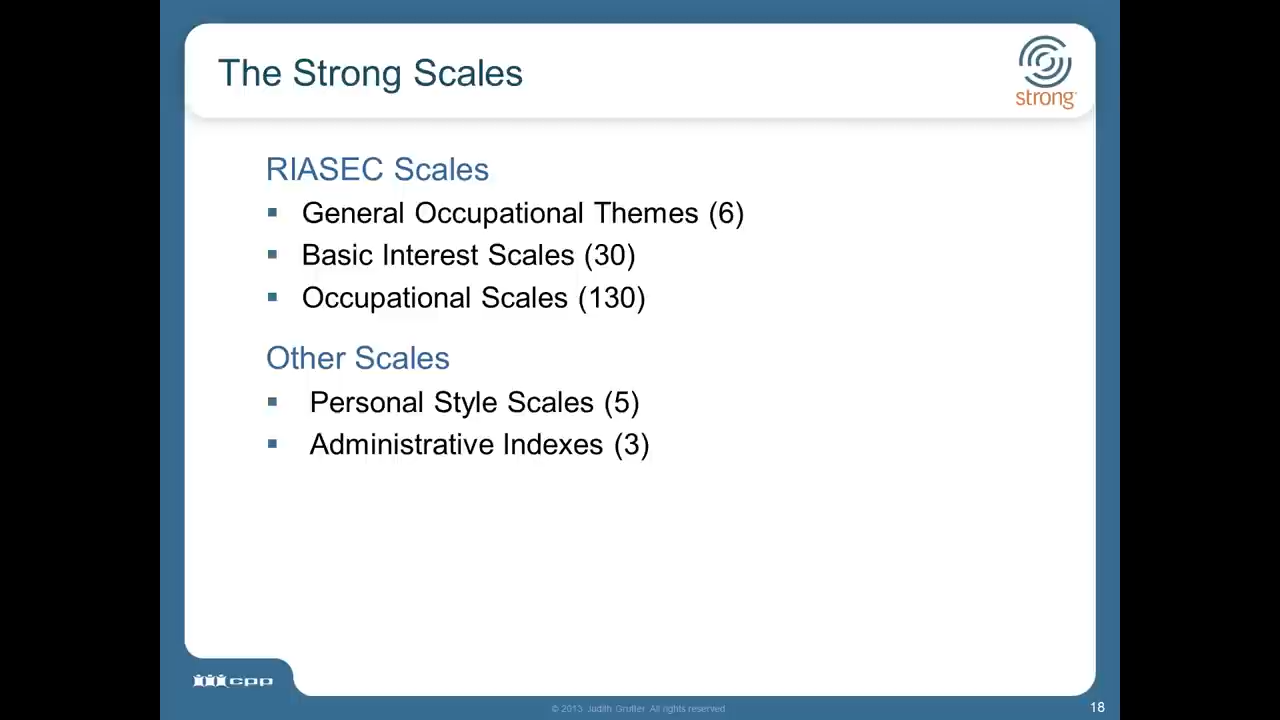 The Strong Scales
strong
RIASEC Scales
▪ General Occupational Themes (6)
▪ Basic Interest Scales (30)
▪ Occupational Scales (130)
Other Scales
▪ Personal Style Scales (5)
▪ Administrative Indexes (3)
cpp
© 2013 Judith Grutter All rights reserved
18